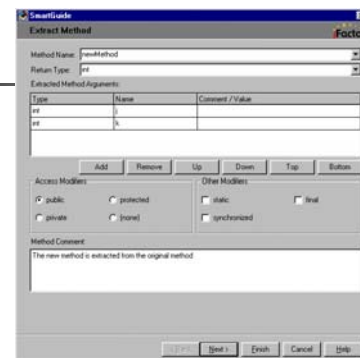 SmartGuide
Extract Method
iFacto
Method Name: newMethod
Return Type: int
Extracted Method Arguments:
Type Name Comment / Value
int i
int k
Add Remove Up Down Top Bottom
Access Modifiers
public protected
private (none)
Other Modifiers
static final
synchronized
Method Comment
The new method is extracted from the original method
Next > Finish Cancel Help